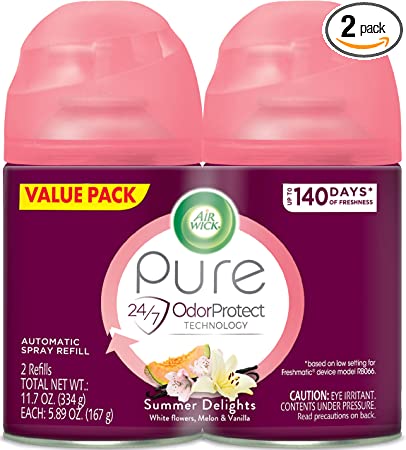 2
pack
VALUE PACK
AIR
WICK
UP TO 140 DAYS*
OF FRESHNESS
Pure
24/7 OdorProtect
TECHNOLOGY
AUTOMATIC
SPRAY REFILL
2 Refills
TOTAL NET WT.:
11.7 OZ. (334 g)
EACH: 5.89 OZ. (167 g)
Summer Delights
White flowers, Melon & Vanilla
*based on low setting for
Freshmatic® device model RB066.
CAUTION: EYE IRRITANT.
CONTENTS UNDER PRESSURE.
Read precautions on back.